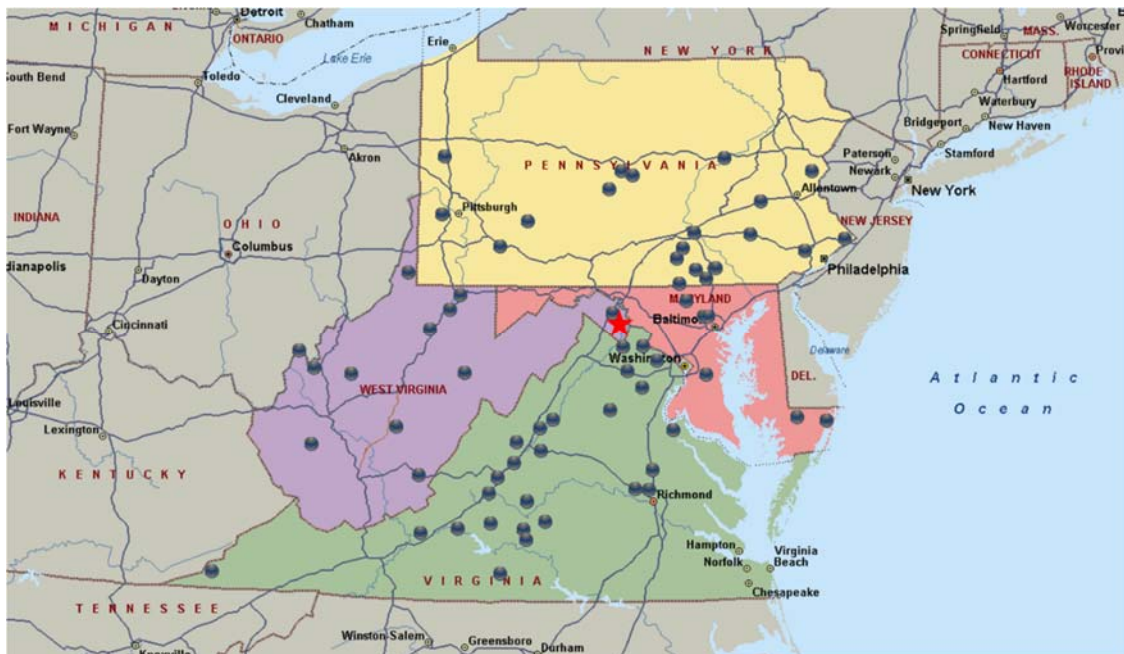 Detroit
Chatham
MICHIGAN
ONTARIO
Lake Erie
Erie
NEW YORK
Springfield
MASS.
Worcester
CONNECTICUT
Hartford
RHODE
ISLAND
South Bend
Toledo
Cleveland
Waterbury
New Haven
Bridgeport
Stamford
Fort Wayne
Akron
PENNSYLVANIA
Paterson
Newark
New York
Allentown
INDIANA
OHIO
Pittsburgh
NEW JERSEY
Columbus
Philadelphia
Dayton
MARYLAND
Cincinnati
Baltimo
Washington
Delaware
DEL.
WEST VIRGINIA
Atlantic
Ocean
Louisville
Lexington
KENTUCKY
Richmond
Hampton
Norfolk
Virginia
Beach
Chesapeake
VIRGINIA
TENNESSEE
Winston-Salem
Greensboro
Durham